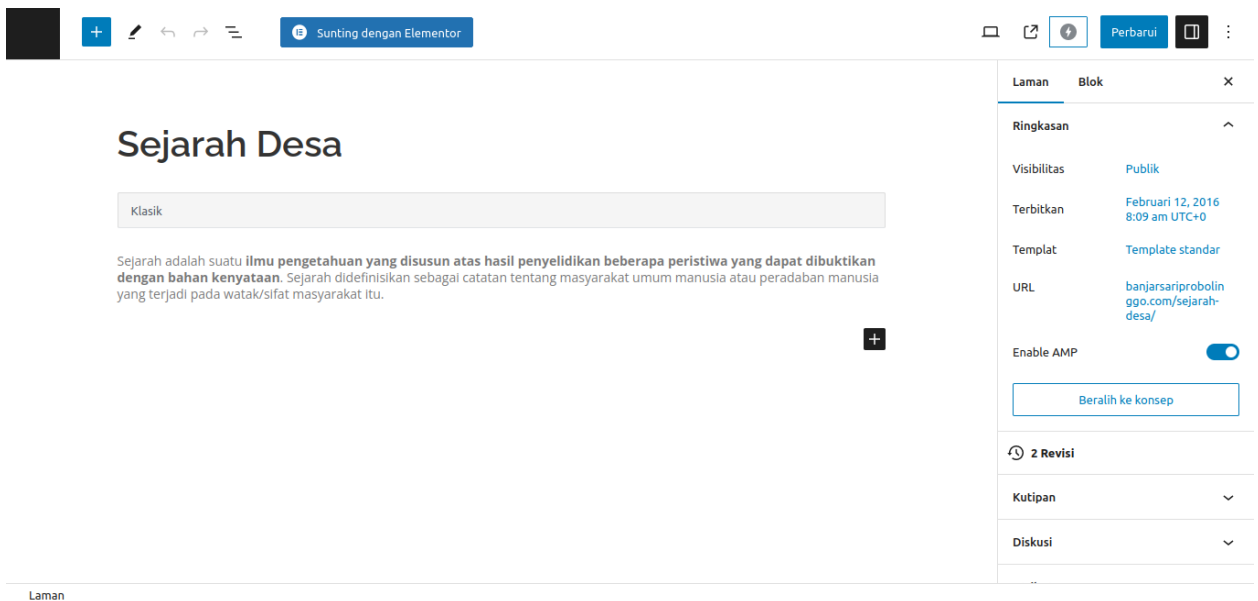 Sunting dengan Elementor
Perbarui
Laman Blok
Ringkasan
Sejarah Desa
Visibilitas Publik
Klasik
Terbitkan Februari 12, 2016
8:09 am UTC+0
Templat Template standar
Sejarah adalah suatu ilmu pengetahuan yang disusun atas hasil penyelidikan beberapa peristiwa yang dapat dibuktikan
dengan bahan kenyataan. Sejarah didefinisikan sebagai catatan tentang masyarakat umum manusia atau peradaban manusia
yang terjadi pada watak/sifat masyarakat itu.
URL banjarsariprobolin
ggo.com/sejarah-
desa/
Enable AMP
Beralih ke konsep
2 Revisi
Kutipan
Diskusi
Laman